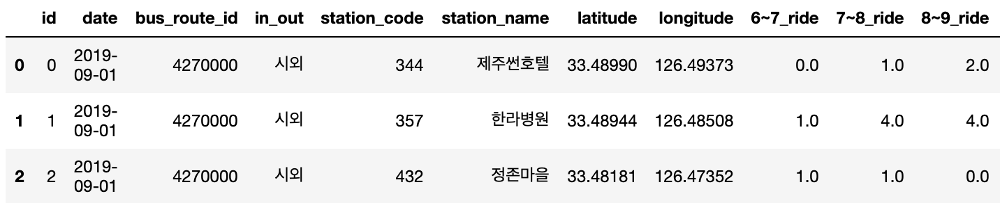 id date bus_route_id in_out station_code station_name latitude longitude 6~7_ride 7~8_ride 8~9_ride
0 0 2019-09-01 4270000 시외 344 제주썬호텔 33.48990 126.49373 0.0 1.0 2.0
1 1 2019-09-01 4270000 시외 357 한라병원 33.48944 126.48508 1.0 4.0 4.0
2 2 2019-09-01 4270000 시외 432 정존마을 33.48181 126.47352 1.0 1.0 0.0